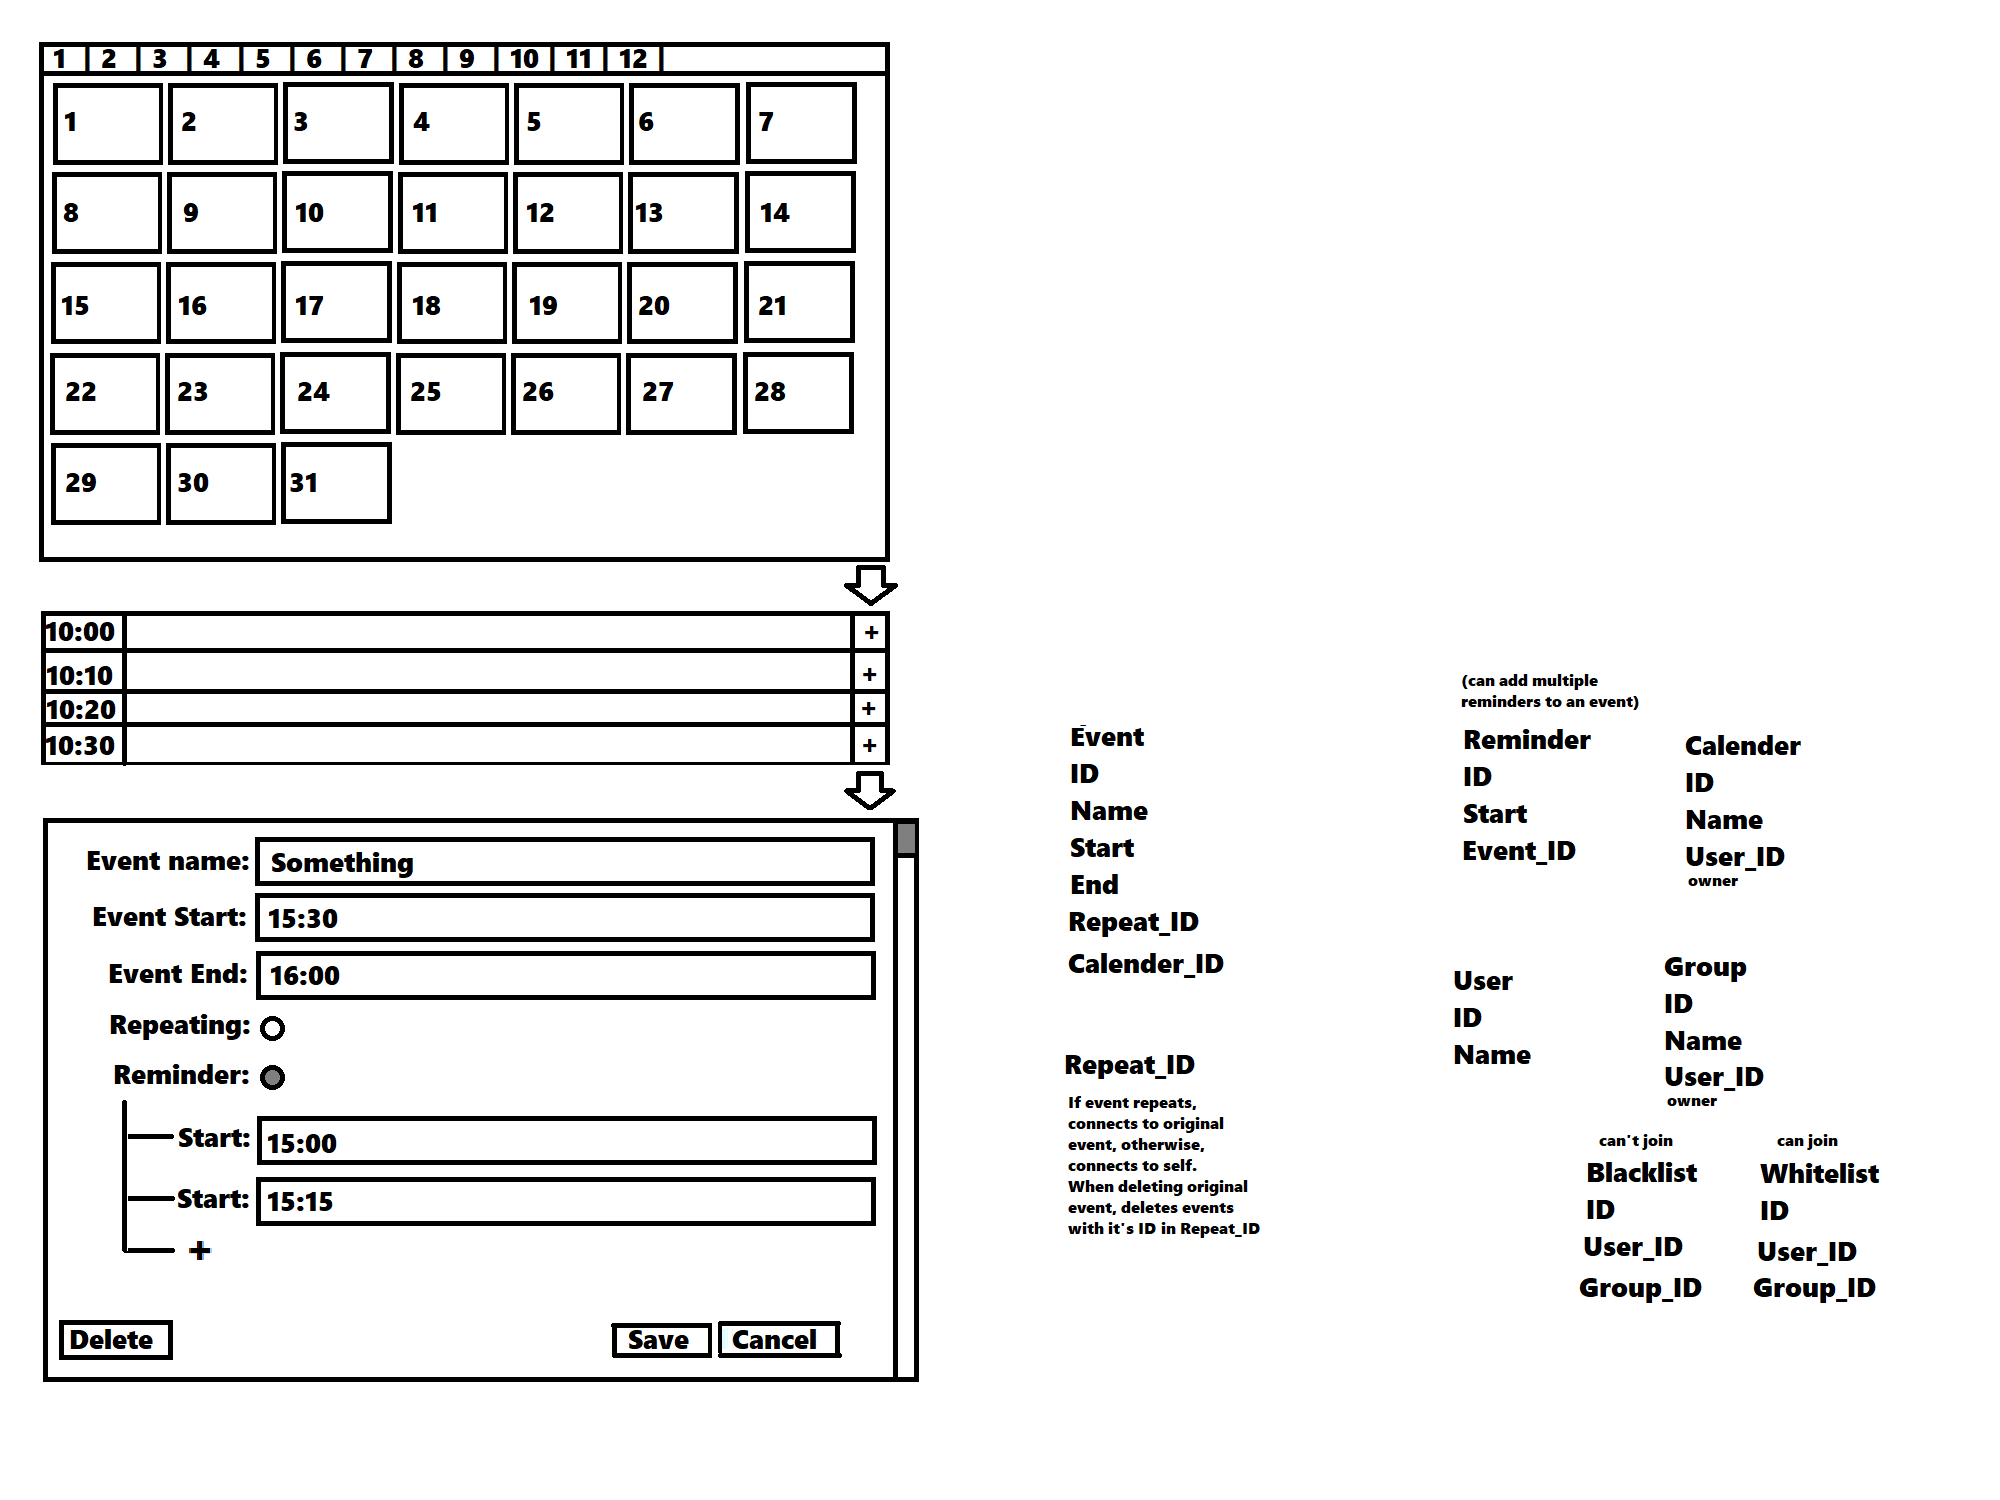 1 2 3 4 5 6 7 8 9 10 11 12
1 2 3 4 5 6 7
8 9 10 11 12 13 14
15 16 17 18 19 20 21
22 23 24 25 26 27 28
29 30 31
10:00 +
10:10 +
10:20 +
10:30 +
Event name: Something
Event Start: 15:30
Event End: 16:00
Repeating:
Reminder:
Start: 15:00
Start: 15:15
+
Delete Save Cancel
Event
ID
Name
Start
End
Repeat_ID
Calender_ID
Repeat_ID
If event repeats,
connects to original
event, otherwise,
connects to self.
When deleting original
event, deletes events
with it's ID in Repeat_ID
(can add multiple
reminders to an event)
Reminder
ID
Start
Event_ID
Calender
ID
Name
User_ID
owner
User
ID
Name
Group
ID
Name
User_ID
owner
can't join
Blacklist
ID
User_ID
Group_ID
can join
Whitelist
ID
User_ID
Group_ID